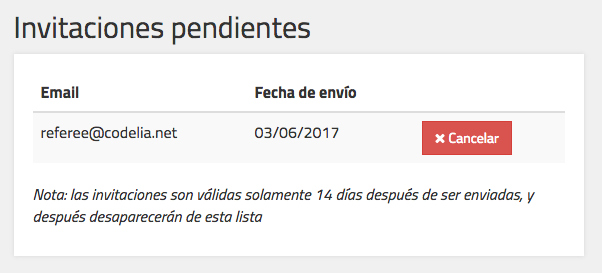 Invitaciones pendientes
Email Fecha de envío
referee@codelia.net 03/06/2017 ✖ Cancelar
Nota: las invitaciones son válidas solamente 14 días después de ser enviadas, y
después desaparecerán de esta lista